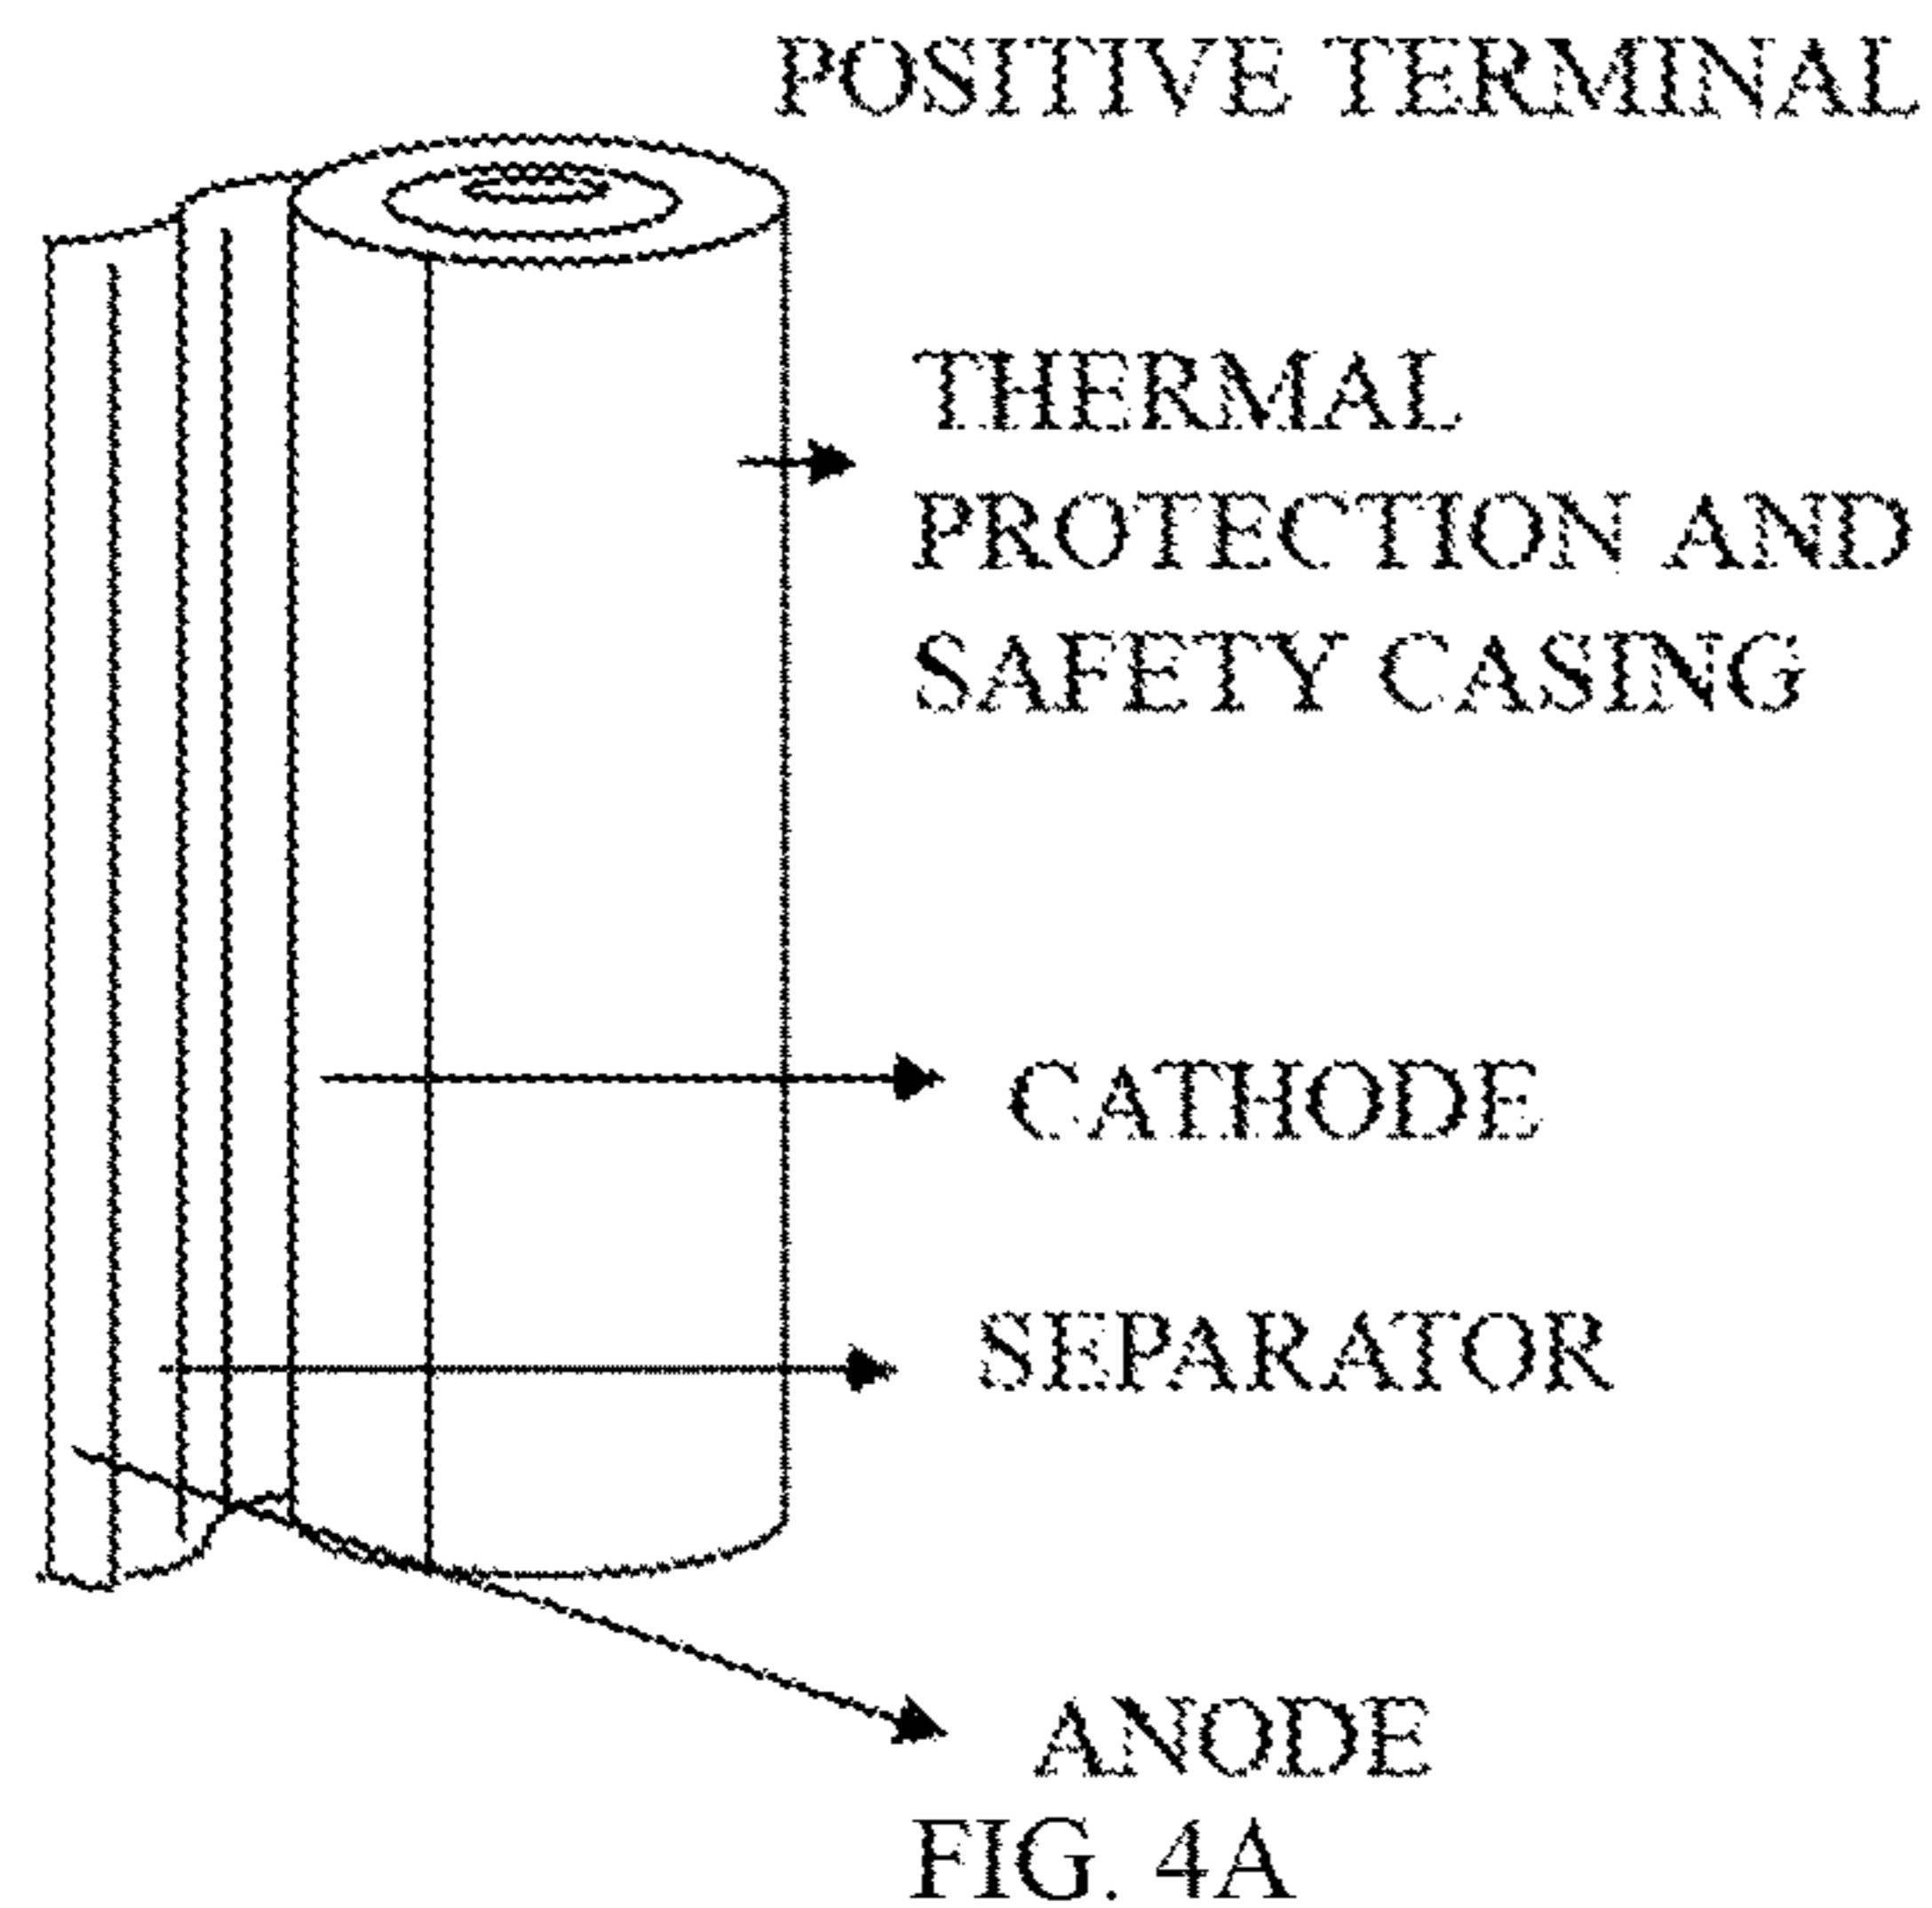 POSITIVE TERMINAL
THERMAL
PROTECTION AND
SAFETY CASING
CATHODE
SEPARATOR
ANODE
FIG. 4A